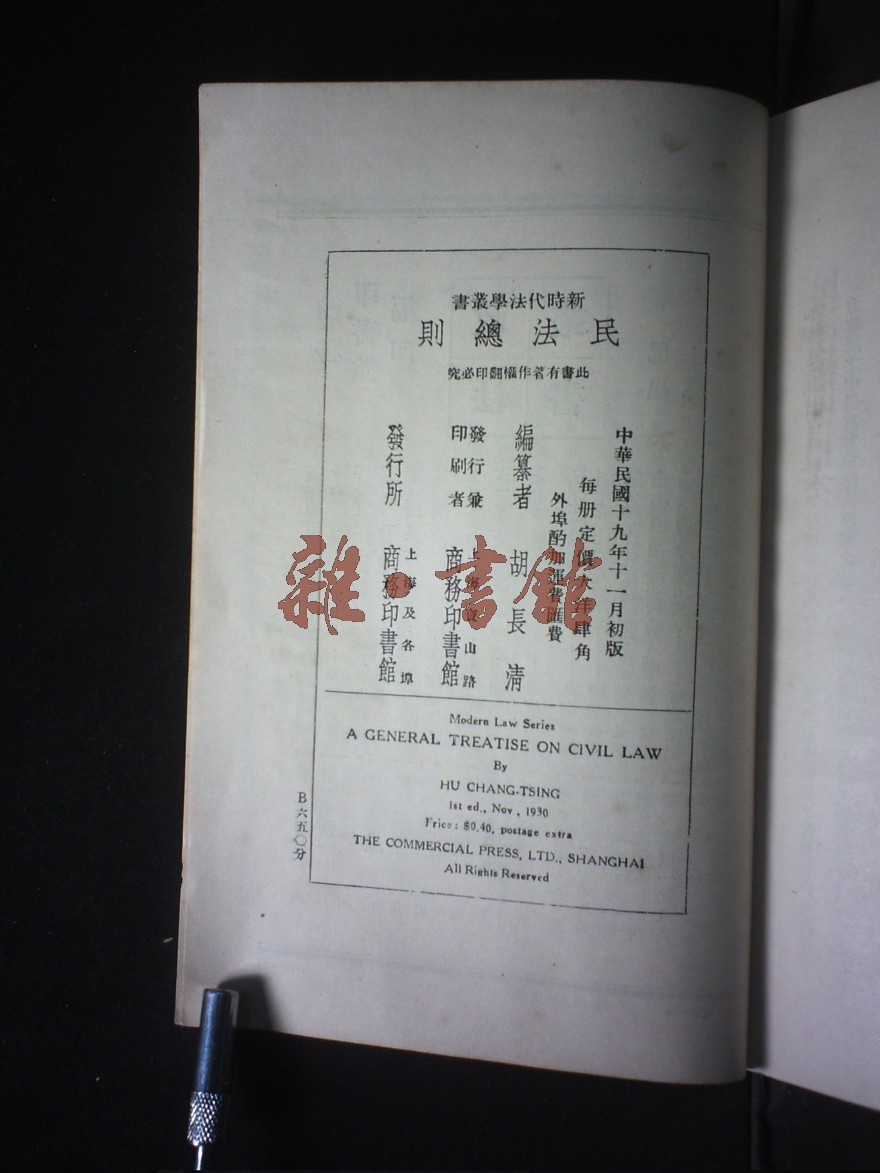 新時代法學叢書
民法總則
此書有著作權翻印必究
中華民國十九年十一月初版
每册定價大洋肆角
外埠酌加運費匯費
編纂者 胡長清
發行兼印刷者 上海寶山路 商務印書館
發行所 上海及各埠 商務印書館
Modern Law Series
A GENERAL TREATISE ON CIVIL LAW
By
HU CHANG-TSING
1st ed., Nov., 1930
Price: $0.40, postage extra
THE COMMERCIAL PRESS, LTD., SHANGHAI
All Rights Reserved
B六五〇分
雜·書館